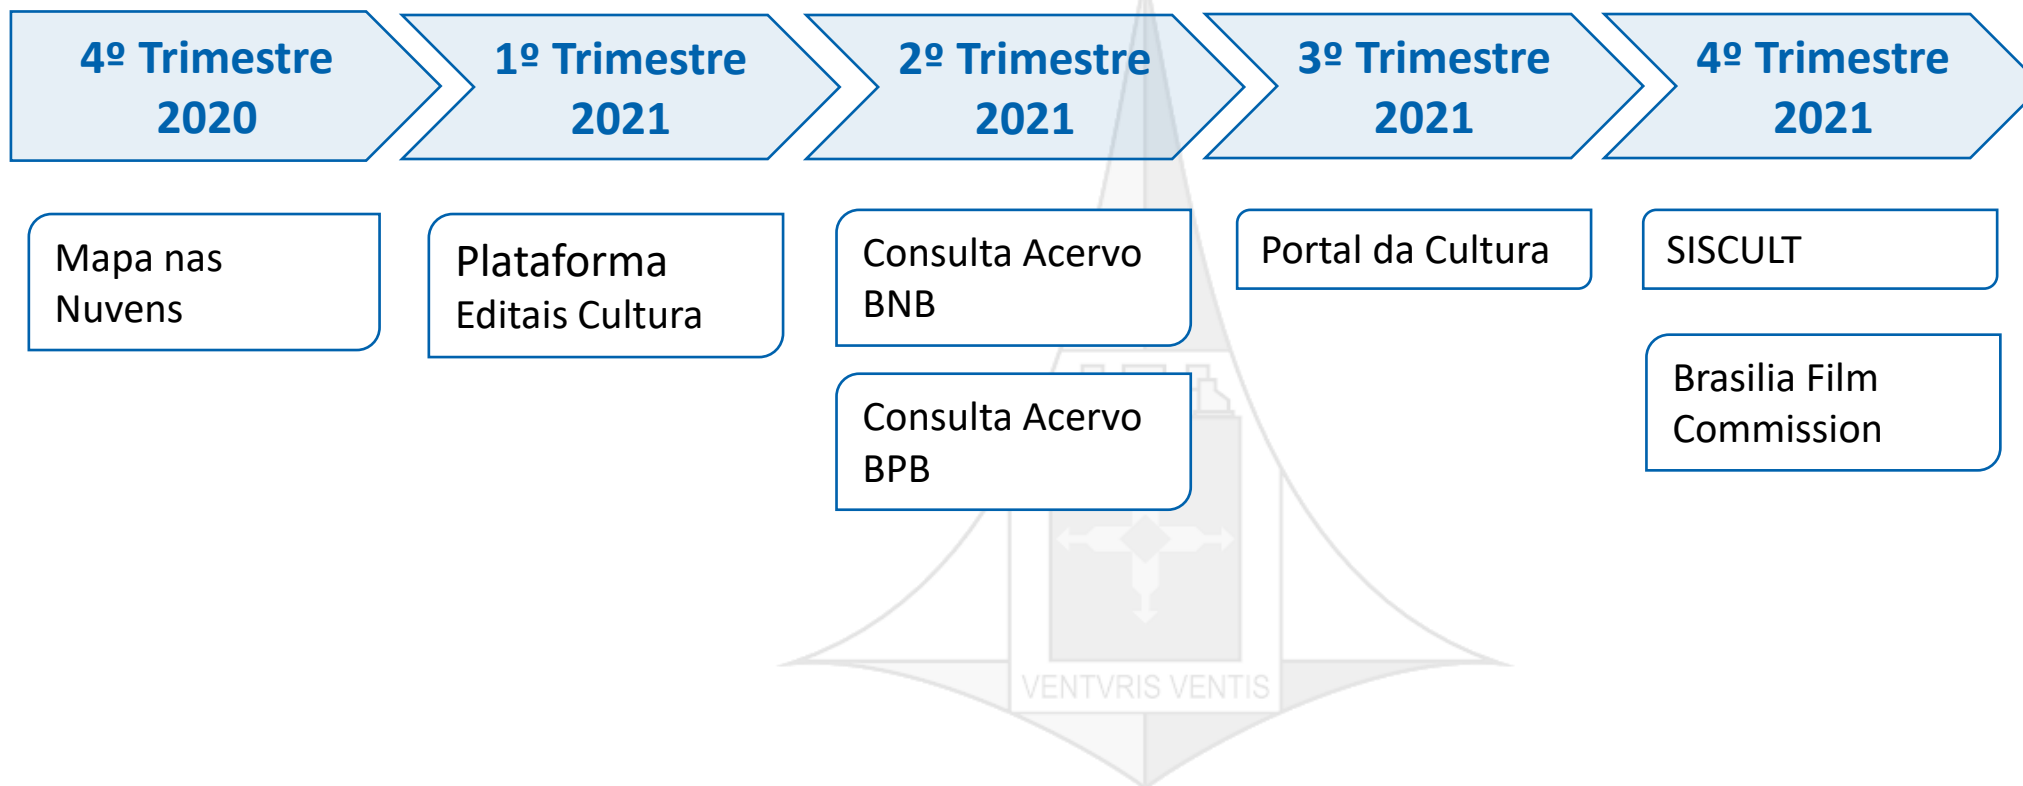 4º Trimestre
2020
1º Trimestre
2021
2º Trimestre
2021
3º Trimestre
2021
4º Trimestre
2021
Mapa nas
Nuvens
Plataforma
Editais Cultura
Consulta Acervo
BNB
Consulta Acervo
BPB
Portal da Cultura
SISCULT
Brasilia Film
Commission
VENTVRIS VENTIS